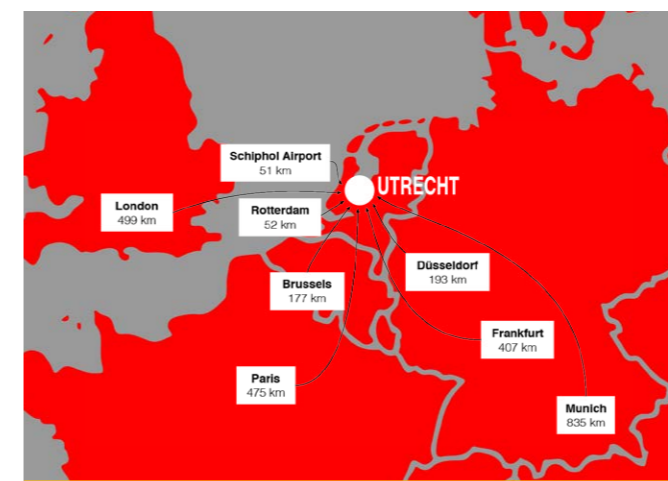 Schiphol Airport
51 km
UTRECHT
London
499 km
Rotterdam
52 km
Düsseldorf
193 km
Brussels
177 km
Frankfurt
407 km
Paris
475 km
Munich
835 km